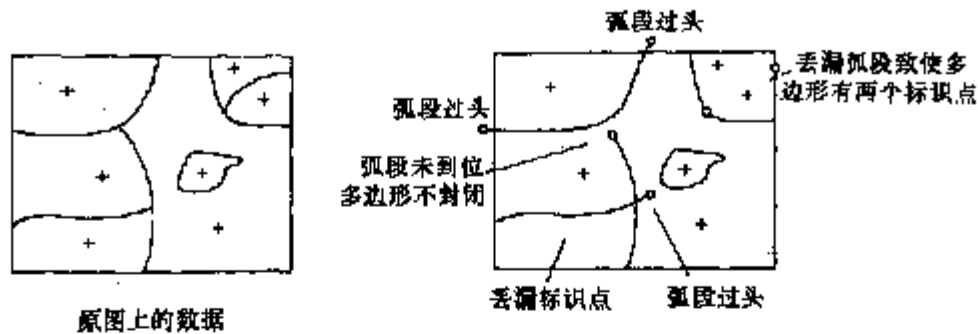 弧段过头
丢漏弧段致使多
边形有两个标识点
弧段过头
弧段未到位
多边形不封闭
丢漏标识点
弧段过头
原图上的数据